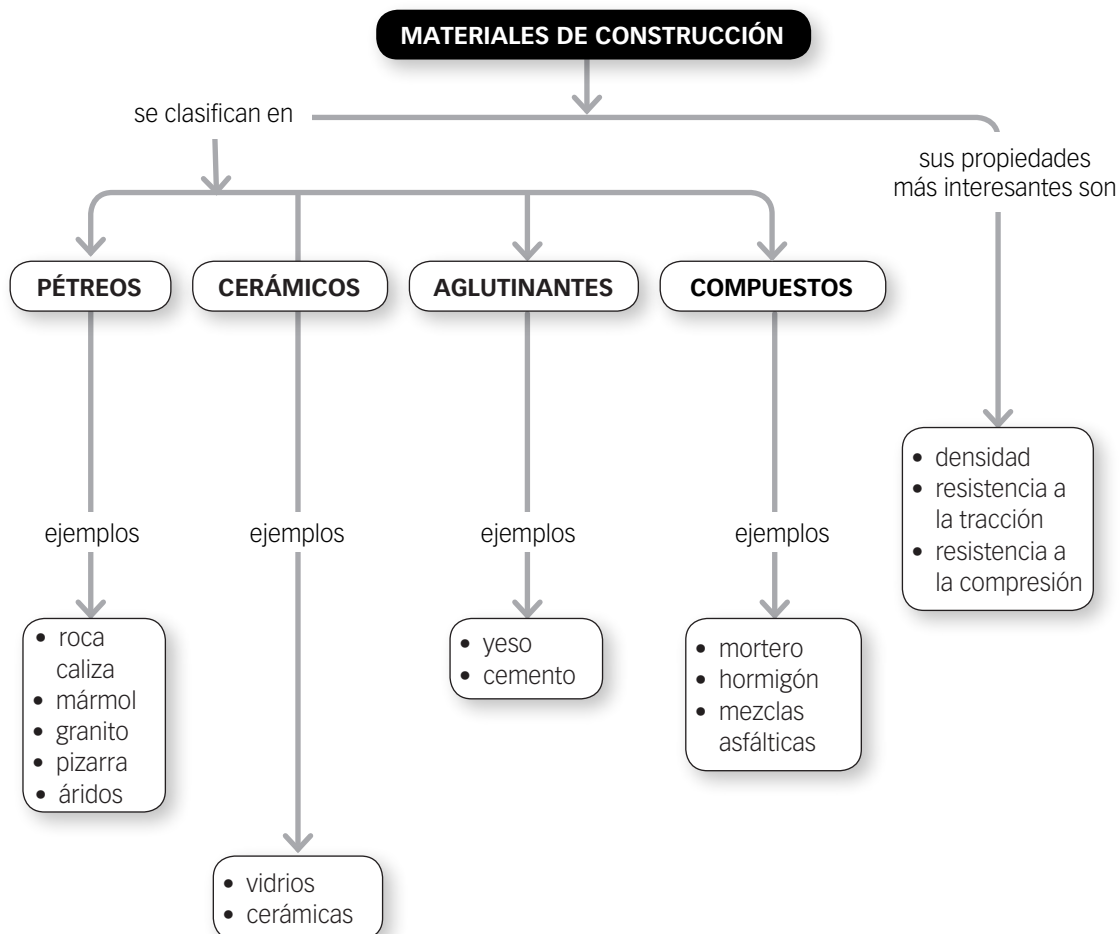 MATERIALES DE CONSTRUCCIÓN
se clasifican en
sus propiedades
más interesantes son
PÉTREOS
CERÁMICOS
AGLUTINANTES
COMPUESTOS
• densidad
• resistencia a
la tracción
• resistencia a
la compresión
ejemplos
ejemplos
ejemplos
ejemplos
• roca
caliza
• mármol
• granito
• pizarra
• áridos
• yeso
• cemento
• mortero
• hormigón
• mezclas
asfálticas
• vidrios
• cerámicas